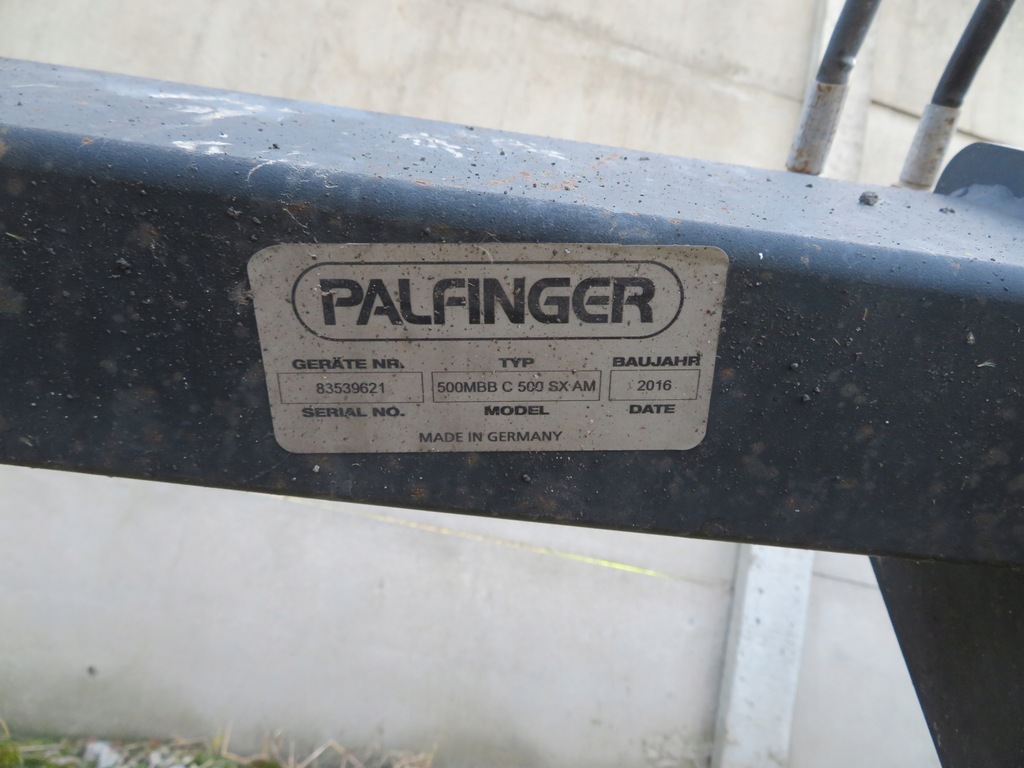 PALFINGER
GERÄTE NR. TYP BAUJAHR
83539621 500MBB C 500 SX AM 2016
SERIAL NO. MODEL DATE
MADE IN GERMANY